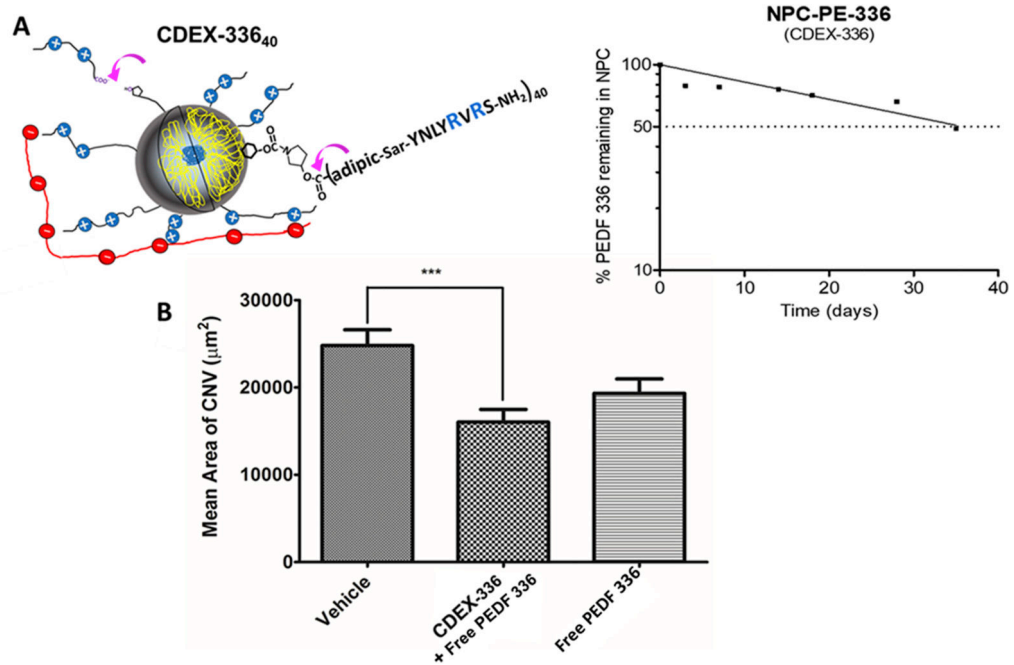 A
CDEX-336₄₀
COO
HO
O
O
C
N
O
C
O
(adipic-Sar-YNLYRVRS-NH₂)₄₀
NPC-PE-336
(CDEX-336)
% PEDF 336 remaining in NPC
100
50
10
0
10
20
30
40
Time (days)
B
Mean Area of CNV (μm²)
30000
20000
10000
0
***
Vehicle
CDEX-336
+ Free PEDF 336
Free PEDF 336